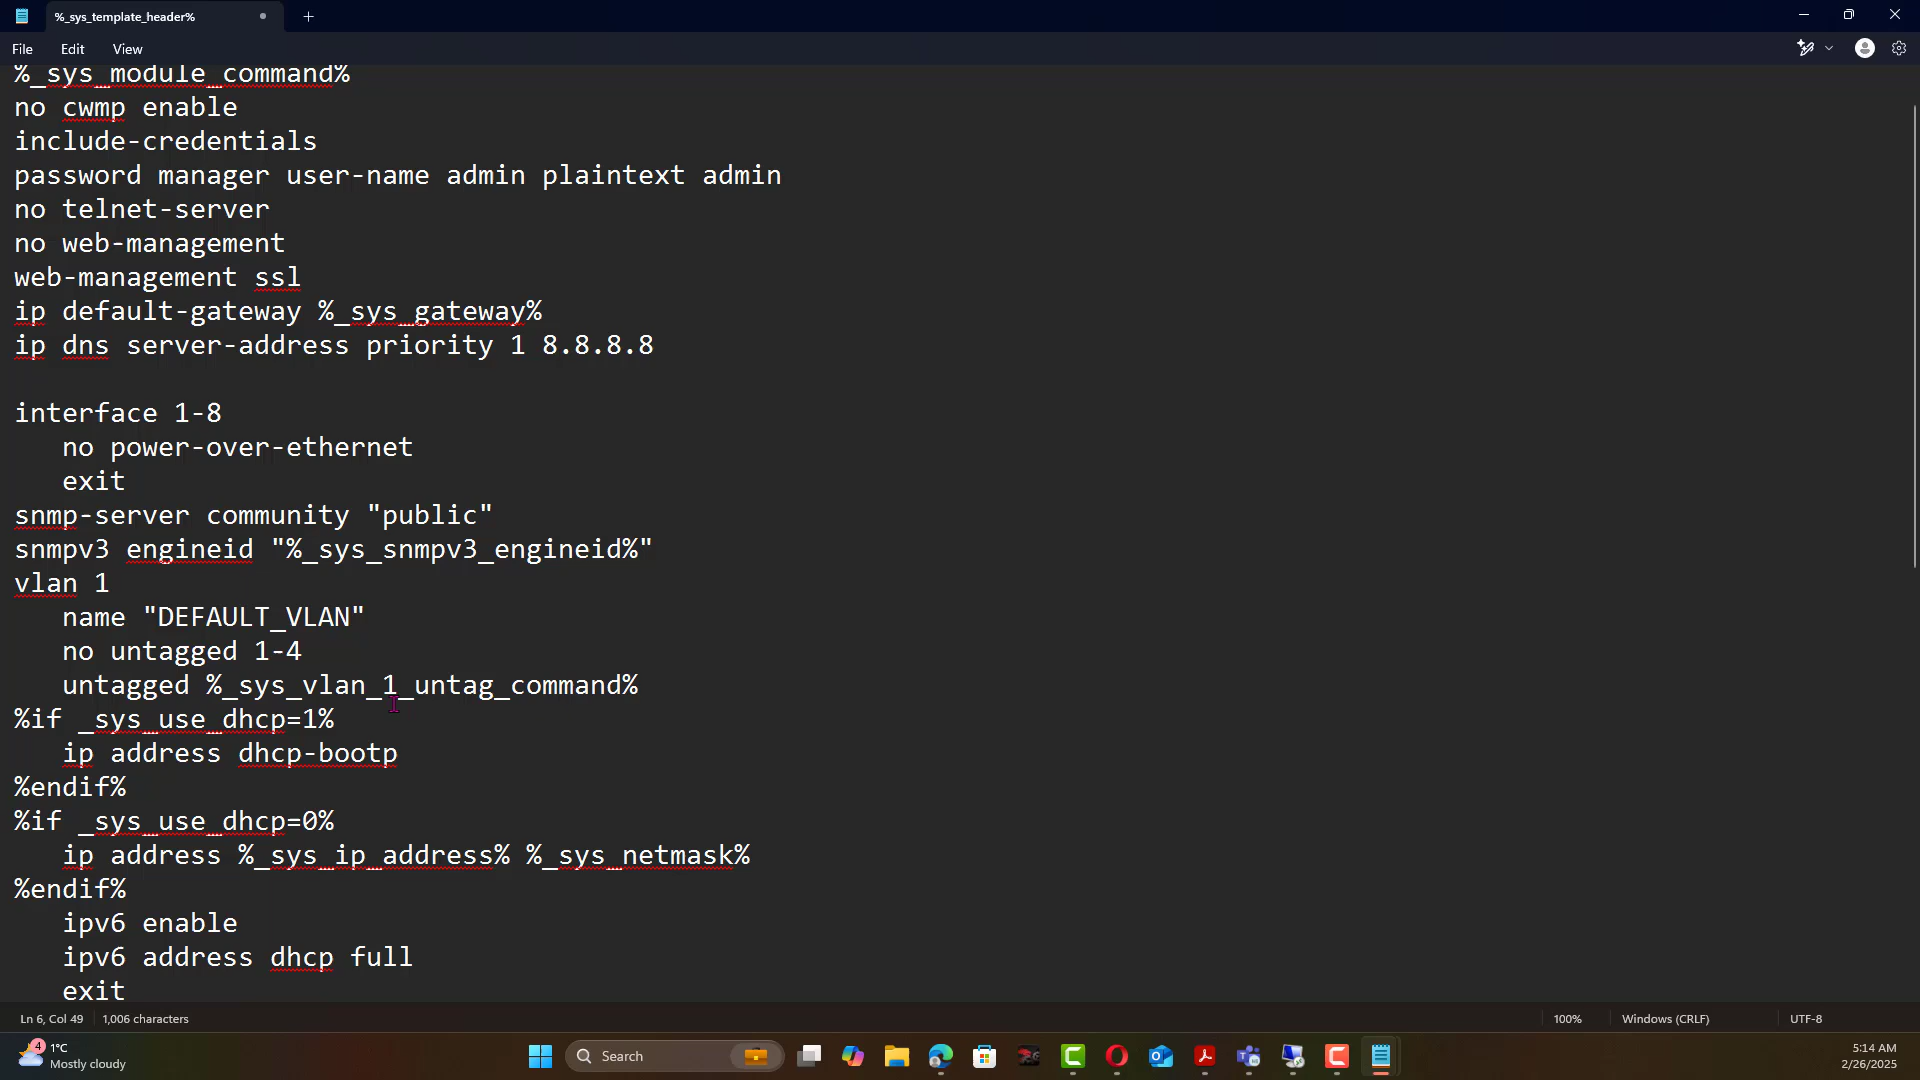 %_sys_template_header%
File Edit View
%_sys_module_command%
no cwmp enable
include-credentials
password manager user-name admin plaintext admin
no telnet-server
no web-management
web-management ssl
ip default-gateway %_sys_gateway%
ip dns server-address priority 1 8.8.8.8
interface 1-8
no power-over-ethernet
exit
snmp-server community "public"
snmpv3 engineid "%_sys_snmpv3_engineid%"
vlan 1
name "DEFAULT_VLAN"
no untagged 1-4
untagged %_sys_vlan_1_untag_command%
%if _sys_use_dhcp=1%
ip address dhcp-bootp
%endif%
%if _sys_use_dhcp=0%
ip address %_sys_ip_address% %_sys_netmask%
%endif%
ipv6 enable
ipv6 address dhcp full
exit
Ln 6, Col 49 1,006 characters 100% Windows (CRLF) UTF-8
4 1°C
Mostly cloudy
Search
5:14 AM
2/26/2025